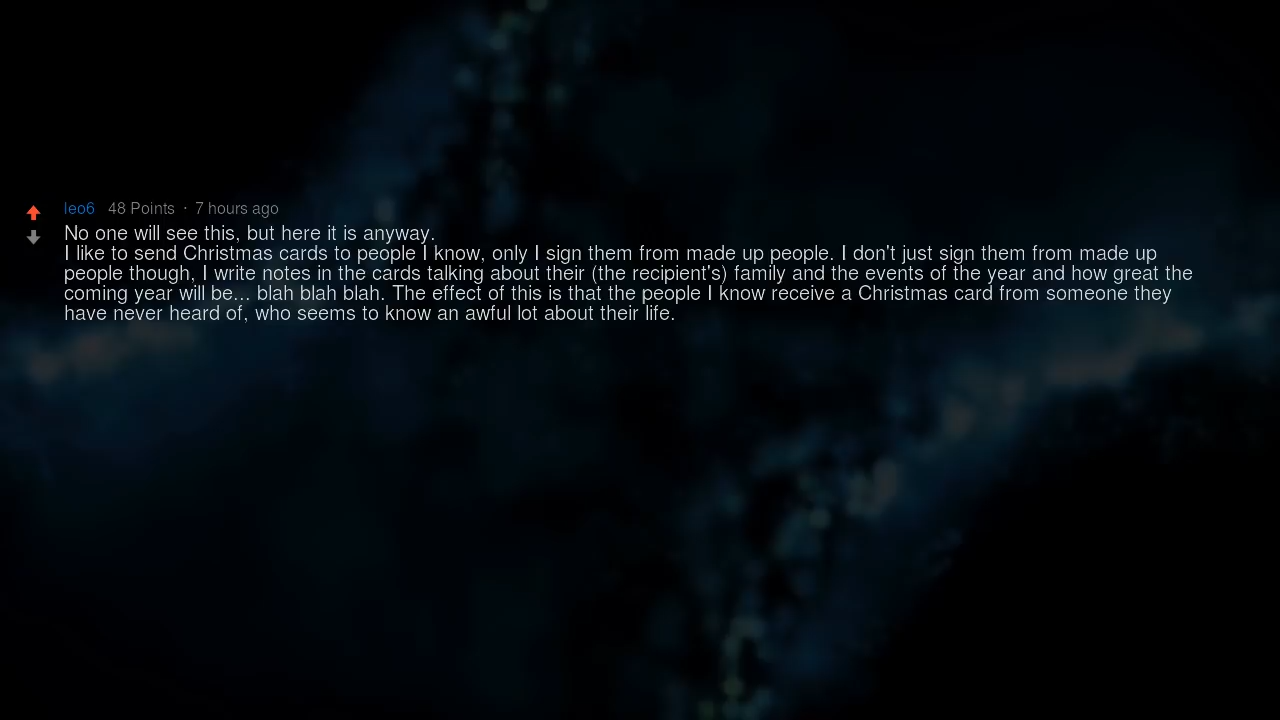 leo6 48 Points · 7 hours ago
No one will see this, but here it is anyway.
I like to send Christmas cards to people I know, only I sign them from made up people. I don't just sign them from made up
people though, I write notes in the cards talking about their (the recipient's) family and the events of the year and how great the
coming year will be... blah blah blah. The effect of this is that the people I know receive a Christmas card from someone they
have never heard of, who seems to know an awful lot about their life.